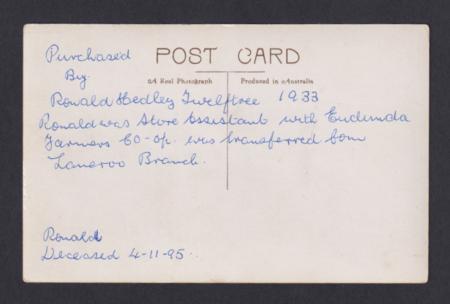 Purchased
POST CARD
By
A Real Photograph
Produced in Australia
Ronald Hedley Twelftree 1933
Ronald was Store Assistant with Eudunda
Farmers CO-Op. was transferred from
Lameroo Branch.
Ronald
Deceased 4-11-95.